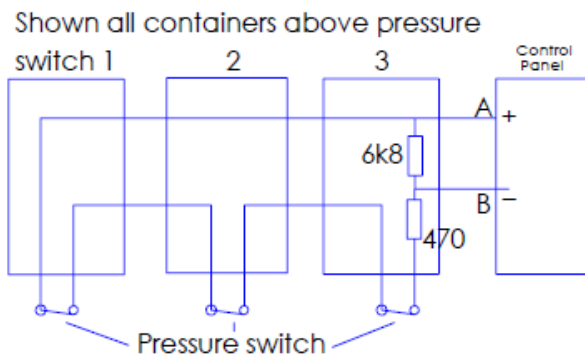 Shown all containers above pressure
switch 1
2
3
Control
Panel
A
+
6k8
B
−
470
Pressure switch